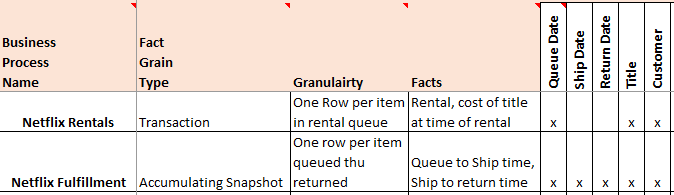 Business Process Name
Fact Grain Type
Granulairty
Facts
Queue Date
Ship Date
Return Date
Title
Customer
Netflix Rentals
Transaction
One Row per item
in rental queue
Rental, cost of title
at time of rental
x
x
x
Netflix Fulfillment
Accumulating Snapshot
One row per item
queued thu
returned
Queue to Ship time,
Ship to return time
x
x
x
x
x